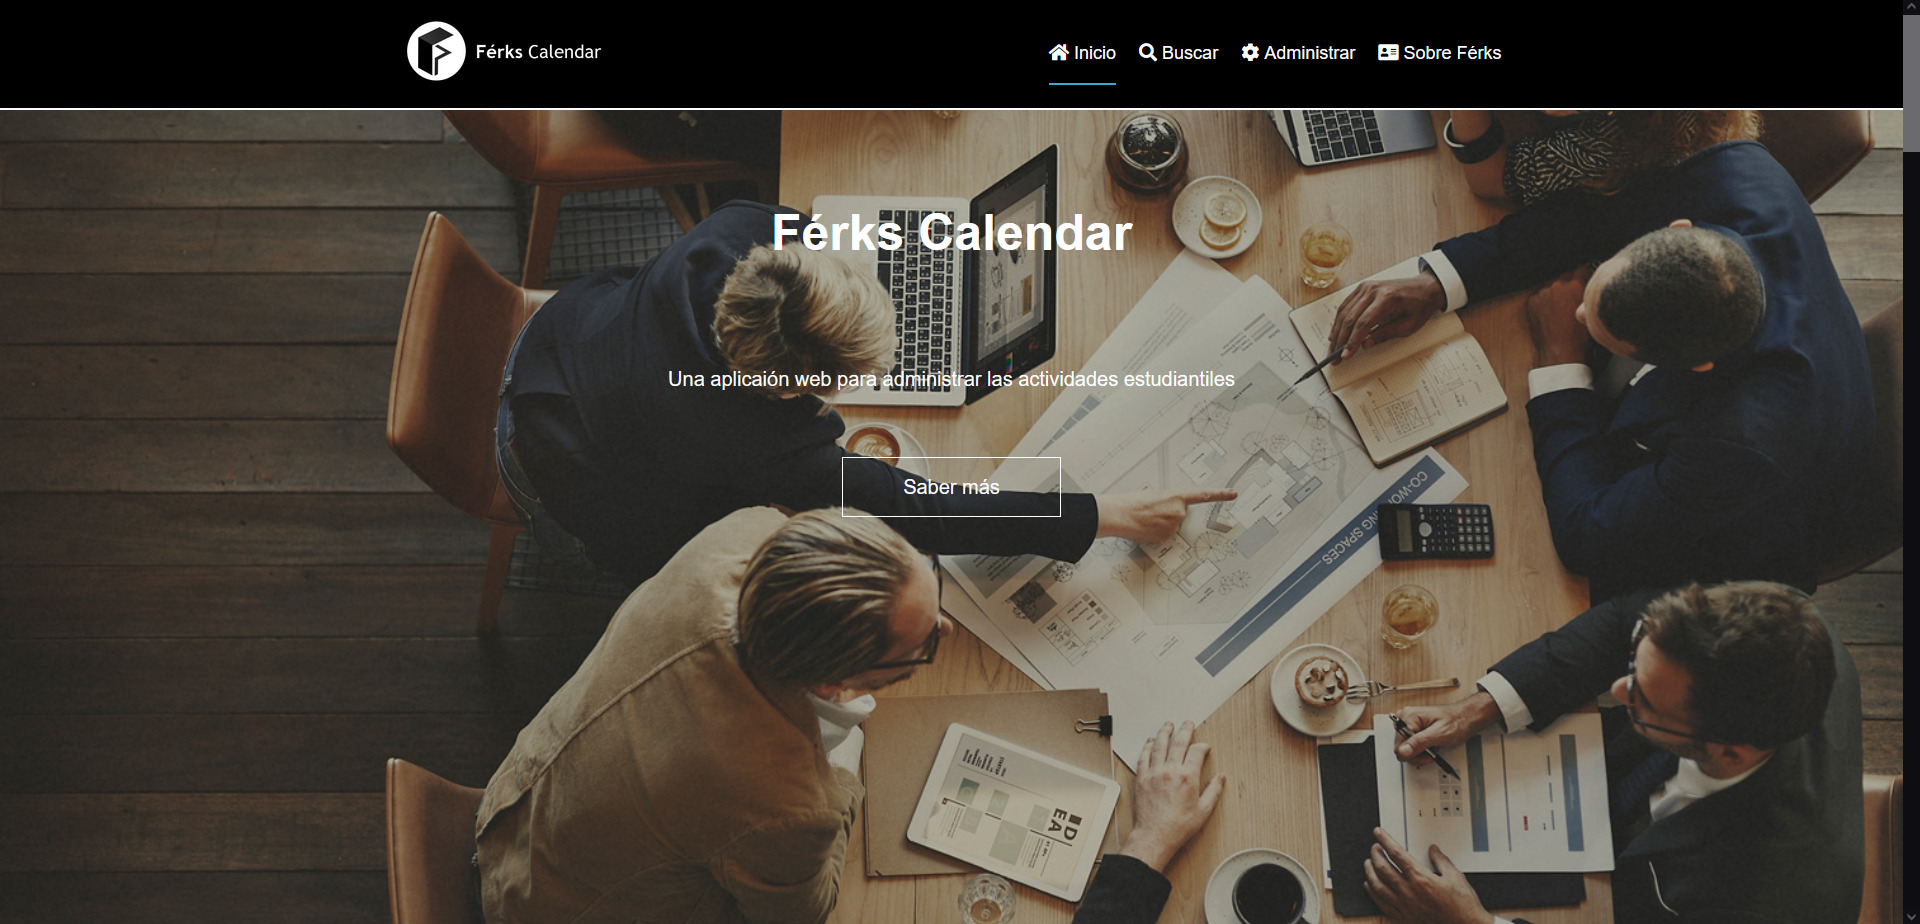 Férks Calendar
Inicio Buscar Administrar Sobre Férks
Férks Calendar
Una aplicaión web para administrar las actividades estudiantiles
Saber más
CO-WORKING SPACES
IDEA